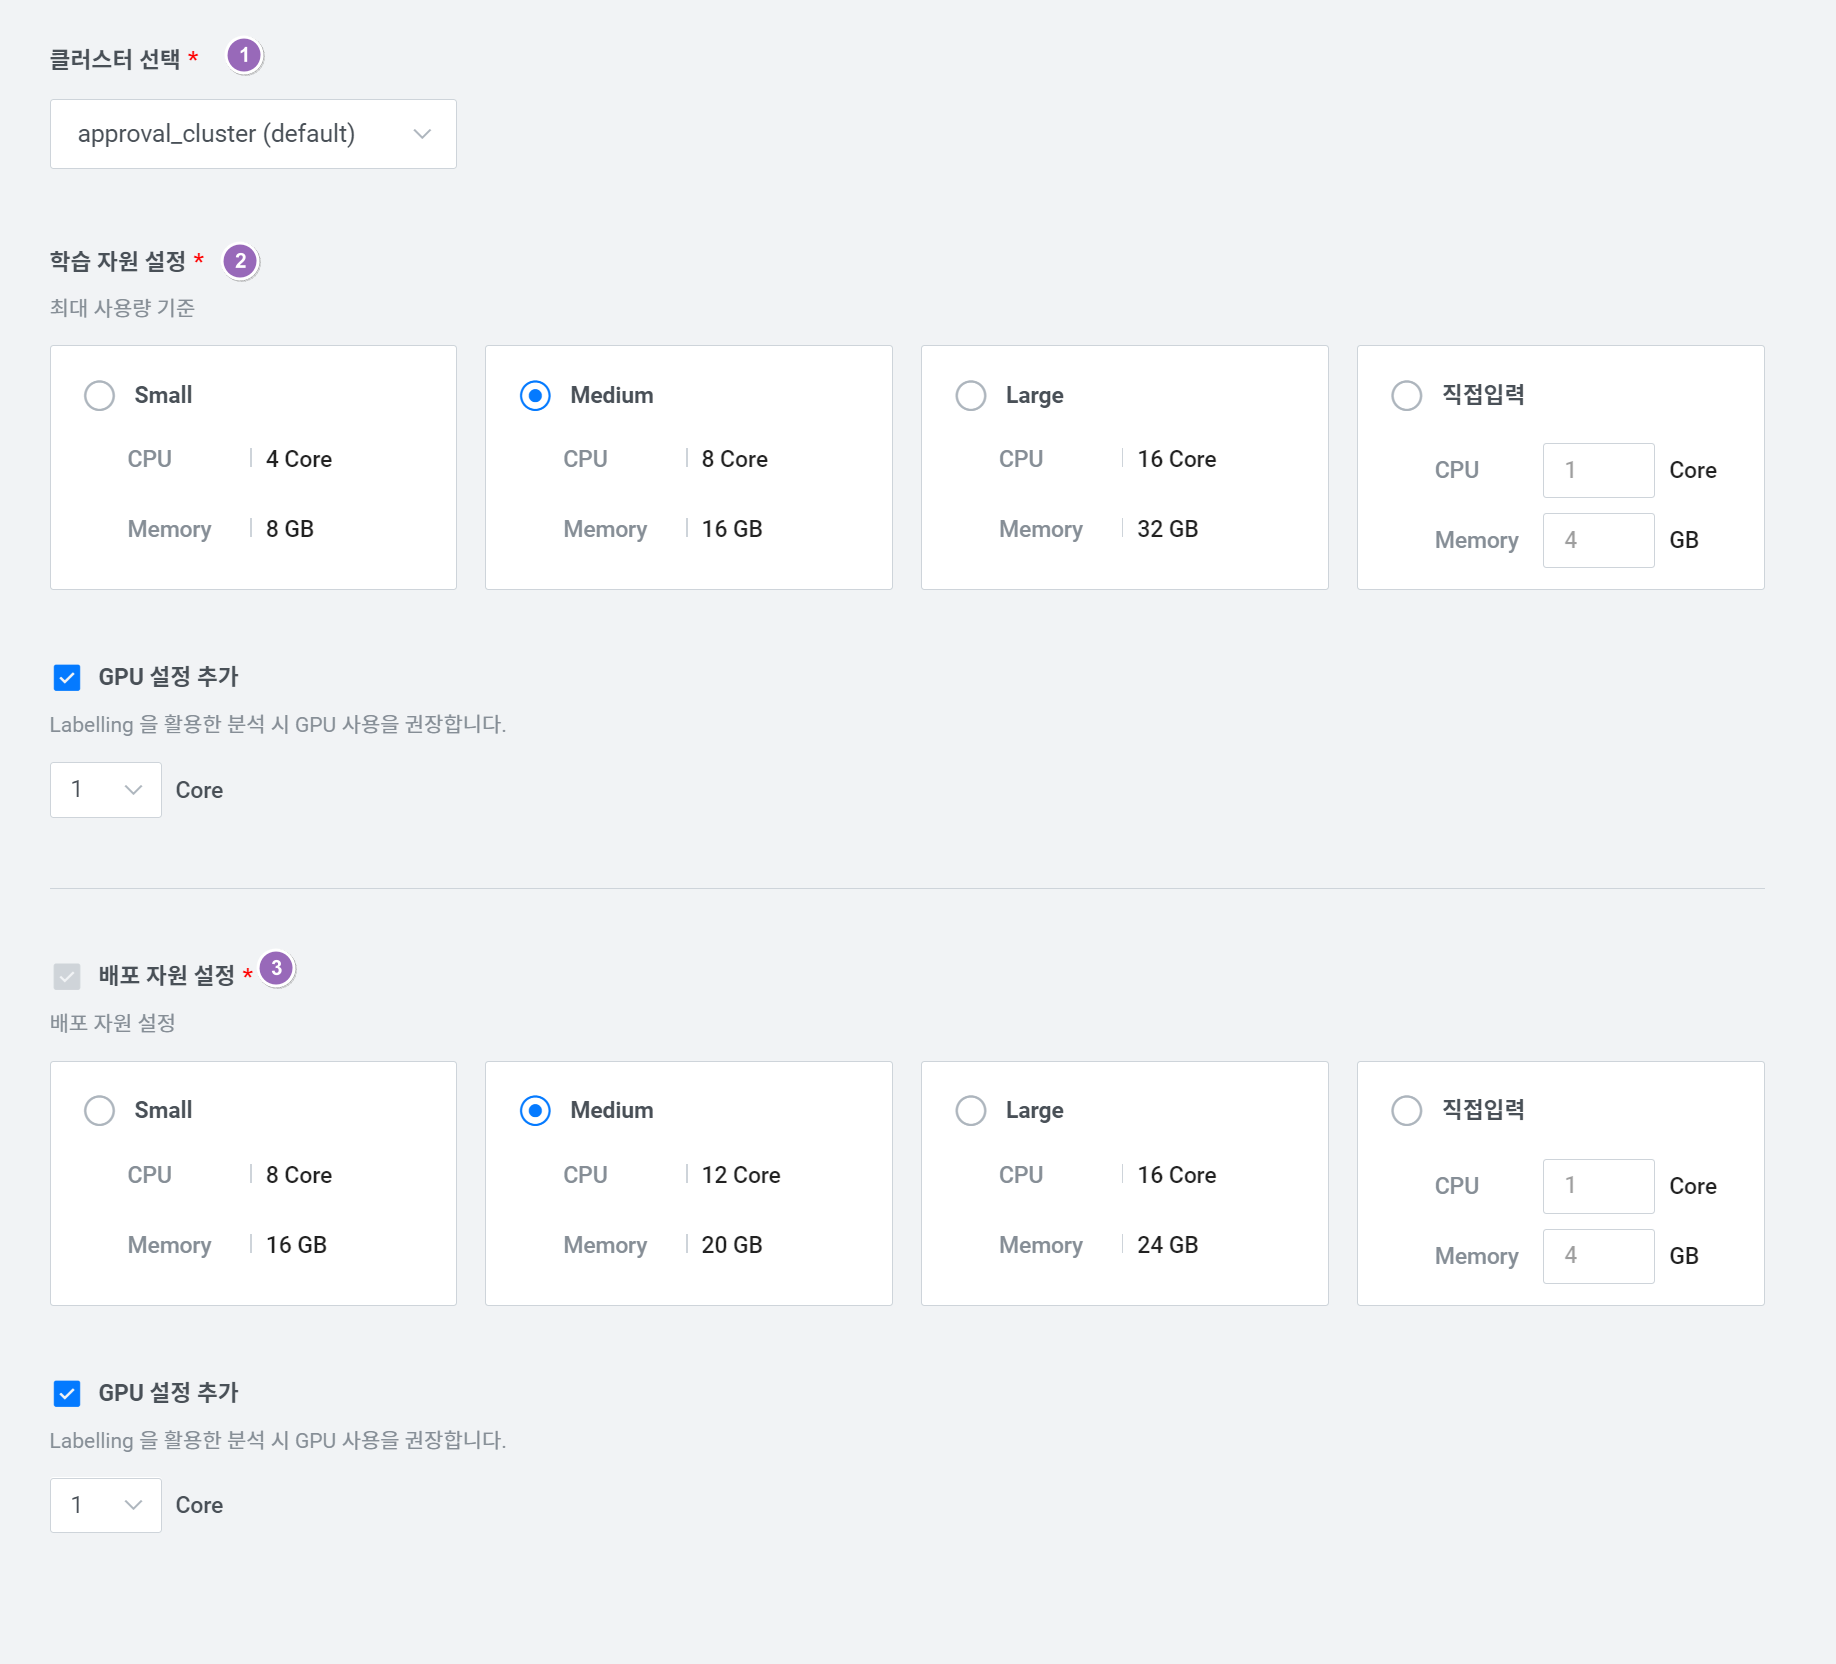 클러스터 선택 * 1
approval_cluster (default)
학습 자원 설정 * 2
최대 사용량 기준
Small
CPU 4 Core
Memory 8 GB
Medium
CPU 8 Core
Memory 16 GB
Large
CPU 16 Core
Memory 32 GB
직접입력
CPU 1 Core
Memory 4 GB
GPU 설정 추가
Labelling 을 활용한 분석 시 GPU 사용을 권장합니다.
1 Core
배포 자원 설정 * 3
배포 자원 설정
Small
CPU 8 Core
Memory 16 GB
Medium
CPU 12 Core
Memory 20 GB
Large
CPU 16 Core
Memory 24 GB
직접입력
CPU 1 Core
Memory 4 GB
GPU 설정 추가
Labelling 을 활용한 분석 시 GPU 사용을 권장합니다.
1 Core